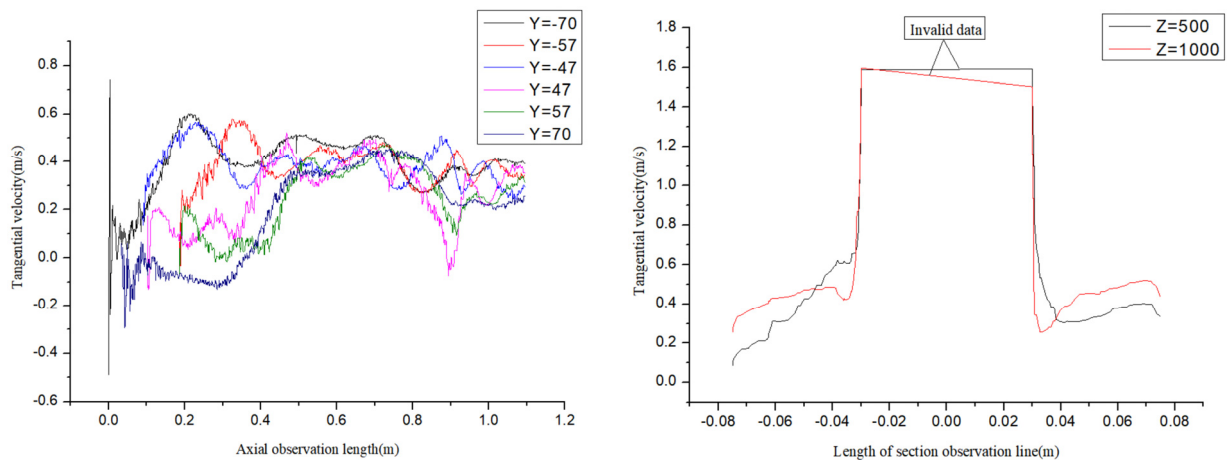 Y=-70
Y=-57
Y=-47
Y=47
Y=57
Y=70
0.8
0.6
0.4
0.2
0.0
-0.2
-0.4
-0.6
Tangential velocity(m/s)
0.0
0.2
0.4
0.6
0.8
1.0
1.2
Axial observation length(m)
Z=500
Z=1000
Invalid data
1.8
1.6
1.4
1.2
1.0
0.8
0.6
0.4
0.2
0.0
Tangential velocity(m/s)
-0.08
-0.06
-0.04
-0.02
0.00
0.02
0.04
0.06
0.08
Length of section observation line(m)